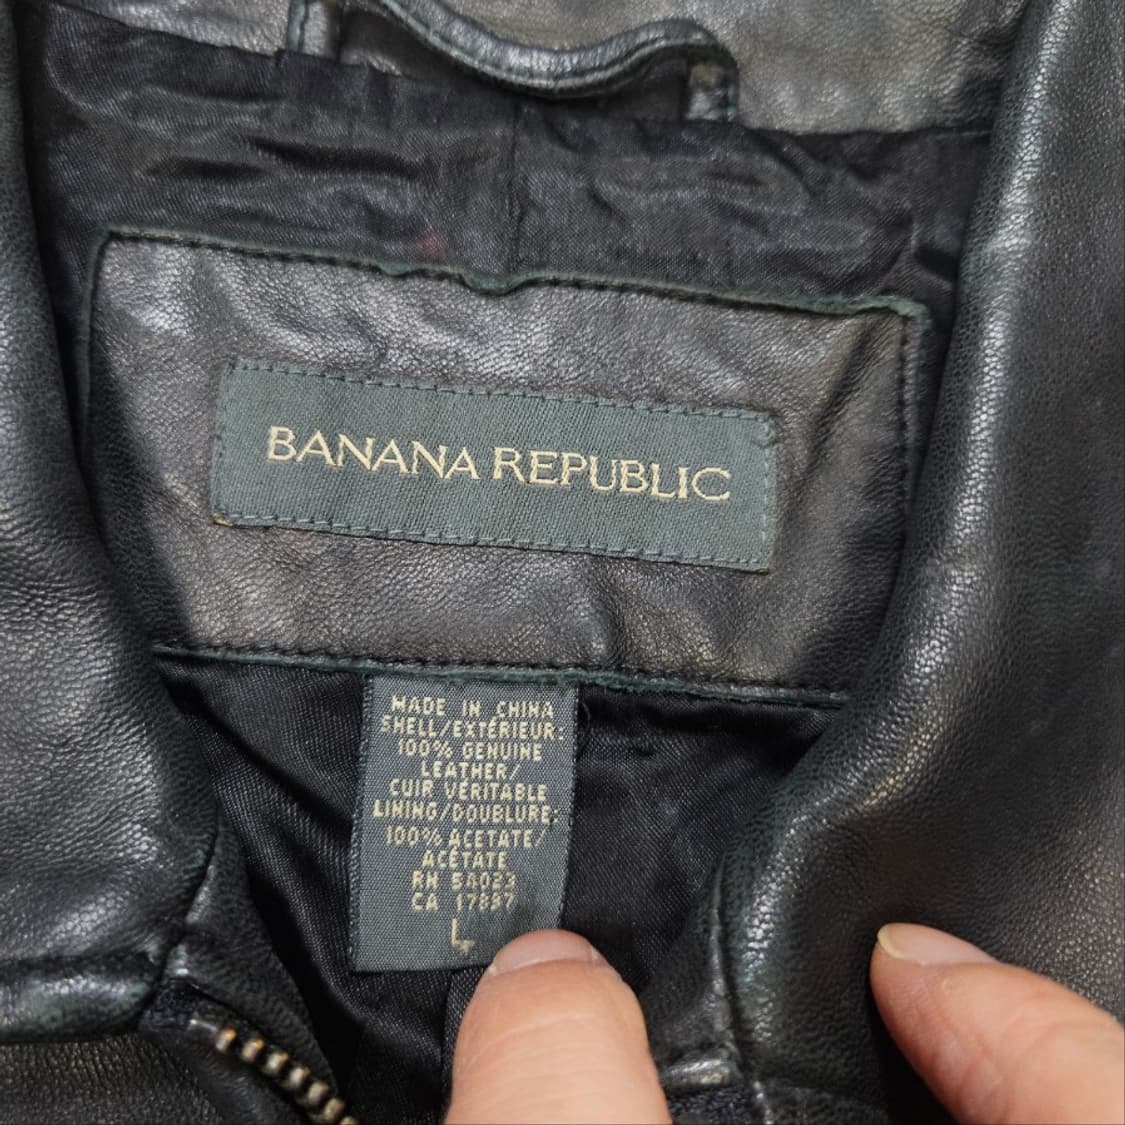 BANANA REPUBLIC
MADE IN CHINA
SHELL/EXTÉRIEUR:
100% GENUINE
LEATHER/
CUIR VERITABLE
LINING/DOUBLURE:
100% ACETATE/
ACÉTATE
RN 54023
CA 17897
L